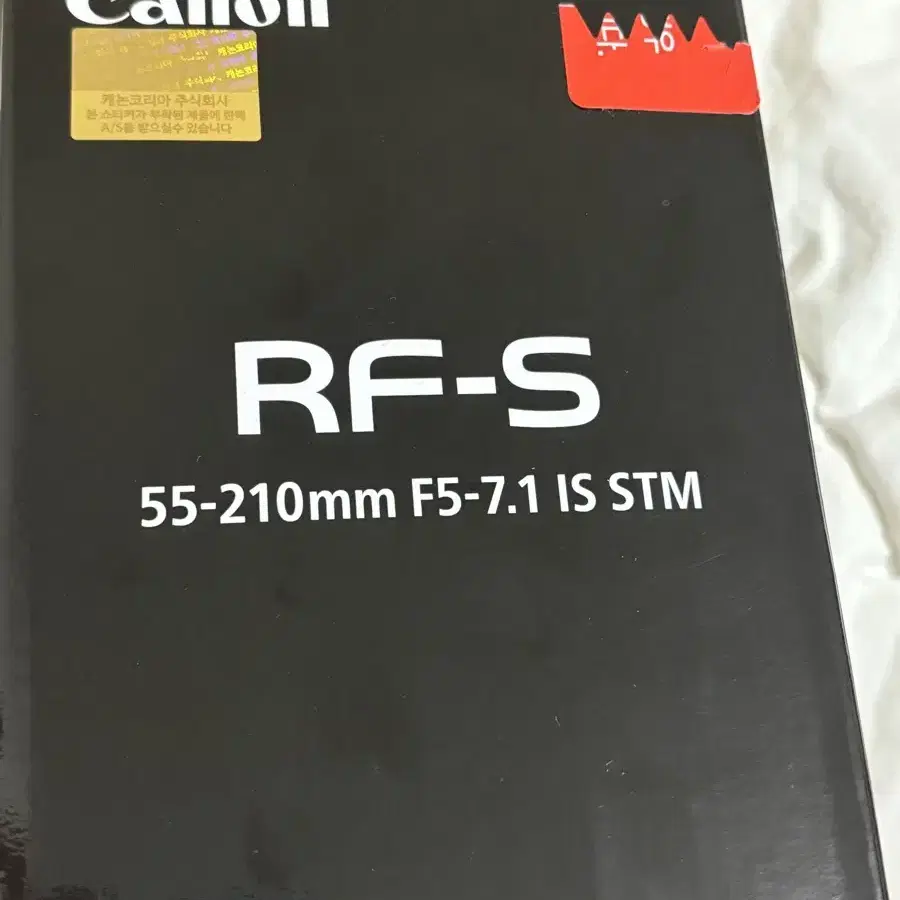 Canon
캐논코리아 주식회사
본 스티커가 부착된 제품에 한해
A/S를 받으실수 있습니다
RF-S
55-210mm F5-7.1 IS STM